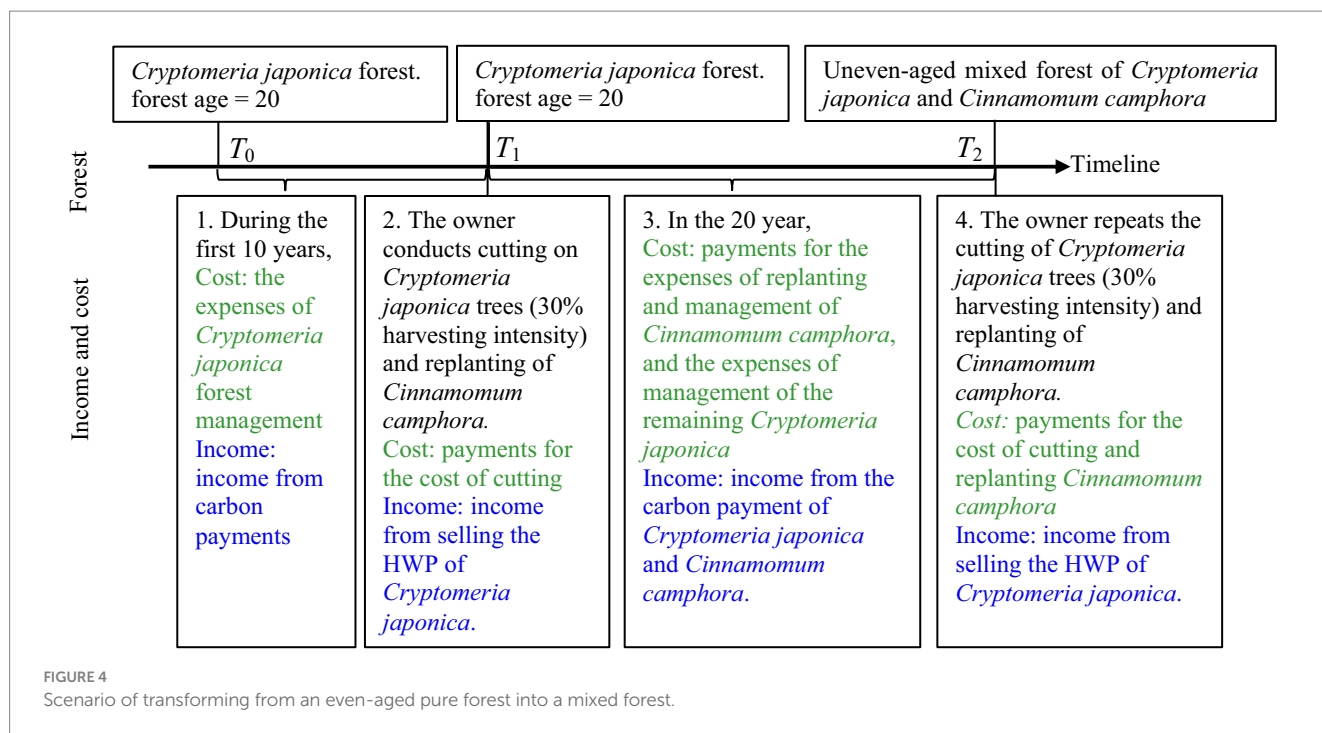 Cryptomeria japonica forest.
forest age = 20
Cryptomeria japonica forest.
forest age = 20
Uneven-aged mixed forest of Cryptomeria
japonica and Cinnamomum camphora
T0
T1
T2
Timeline
Forest
Income and cost
1. During the
first 10 years,
Cost: the
expenses of
Cryptomeria
japonica
forest
management
Income:
income from
carbon
payments
2. The owner
conducts cutting on
Cryptomeria
japonica trees (30%
harvesting intensity)
and replanting of
Cinnamomum
camphora.
Cost: payments for
the cost of cutting
Income: income
from selling the
HWP of
Cryptomeria
japonica.
3. In the 20 year,
Cost: payments for the
expenses of replanting
and management of
Cinnamomum camphora,
and the expenses of
management of the
remaining Cryptomeria
japonica
Income: income from the
carbon payment of
Cryptomeria japonica
and Cinnamomum
camphora.
4. The owner repeats the
cutting of Cryptomeria
japonica trees (30%
harvesting intensity) and
replanting of
Cinnamomum
camphora.
Cost: payments for the
cost of cutting and
replanting Cinnamomum
camphora
Income: income from
selling the HWP of
Cryptomeria japonica.
FIGURE 4
Scenario of transforming from an even-aged pure forest into a mixed forest.